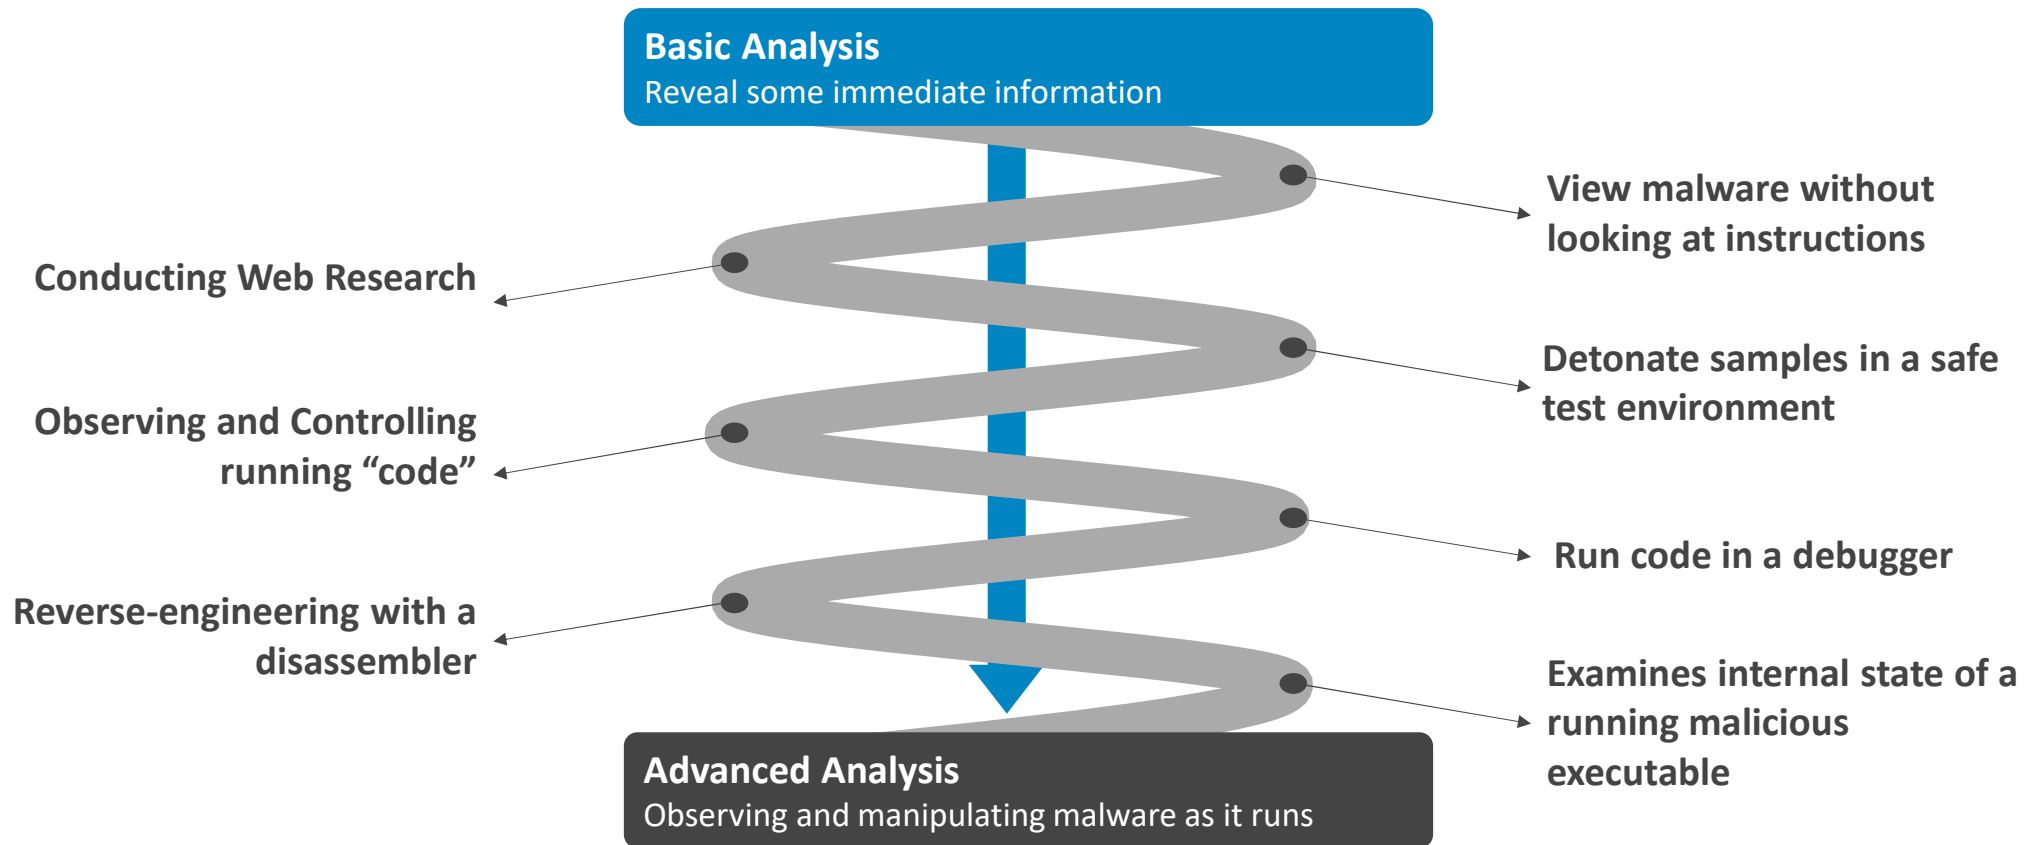 Basic Analysis
Reveal some immediate information
View malware without
looking at instructions
Conducting Web Research
Detonate samples in a safe
test environment
Observing and Controlling
running “code”
Run code in a debugger
Reverse-engineering with a
disassembler
Examines internal state of a
running malicious
executable
Advanced Analysis
Observing and manipulating malware as it runs